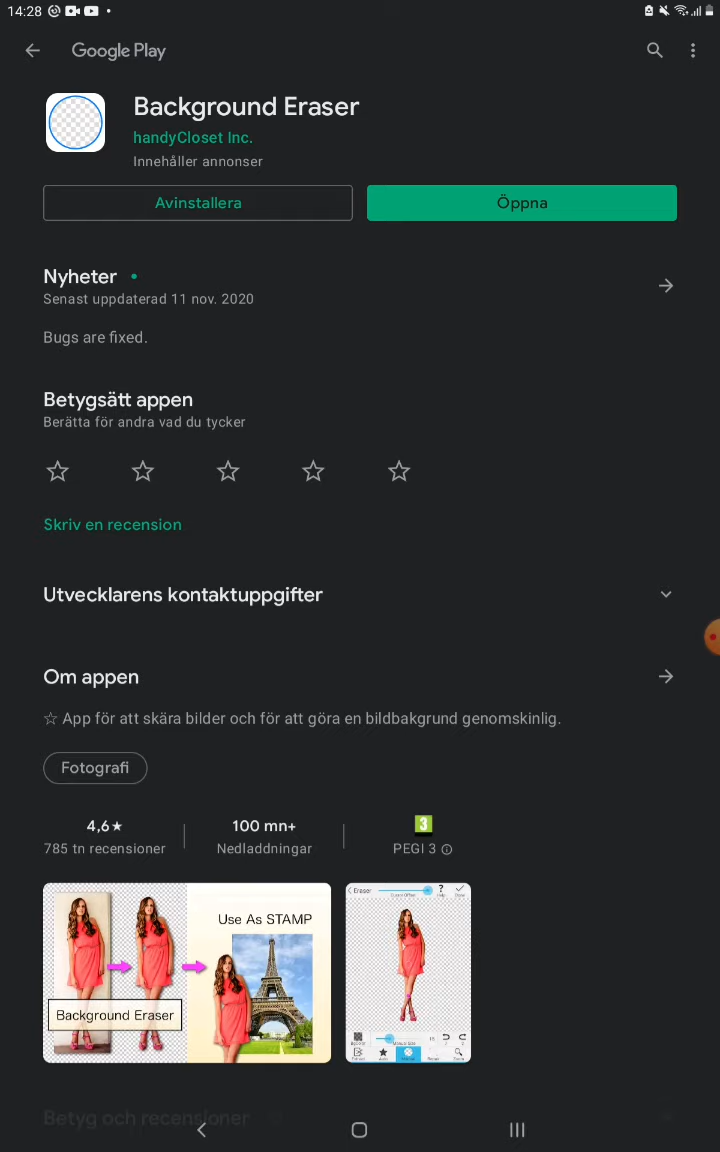 14:28
Google Play
Background Eraser
handyCloset Inc.
Innehåller annonser
Avinstallera
Öppna
Nyheter
Senast uppdaterad 11 nov. 2020
Bugs are fixed.
Betygsätt appen
Berätta för andra vad du tycker
Skriv en recension
Utvecklarens kontaktuppgifter
Om appen
☆ App för att skära bilder och för att göra en bildbakgrund genomskinlig.
Fotografi
4,6★
785 tn recensioner
100 mn+
Nedladdningar
3
PEGI 3
Use As STAMP
Background Eraser
Eraser
Betyg och recensioner